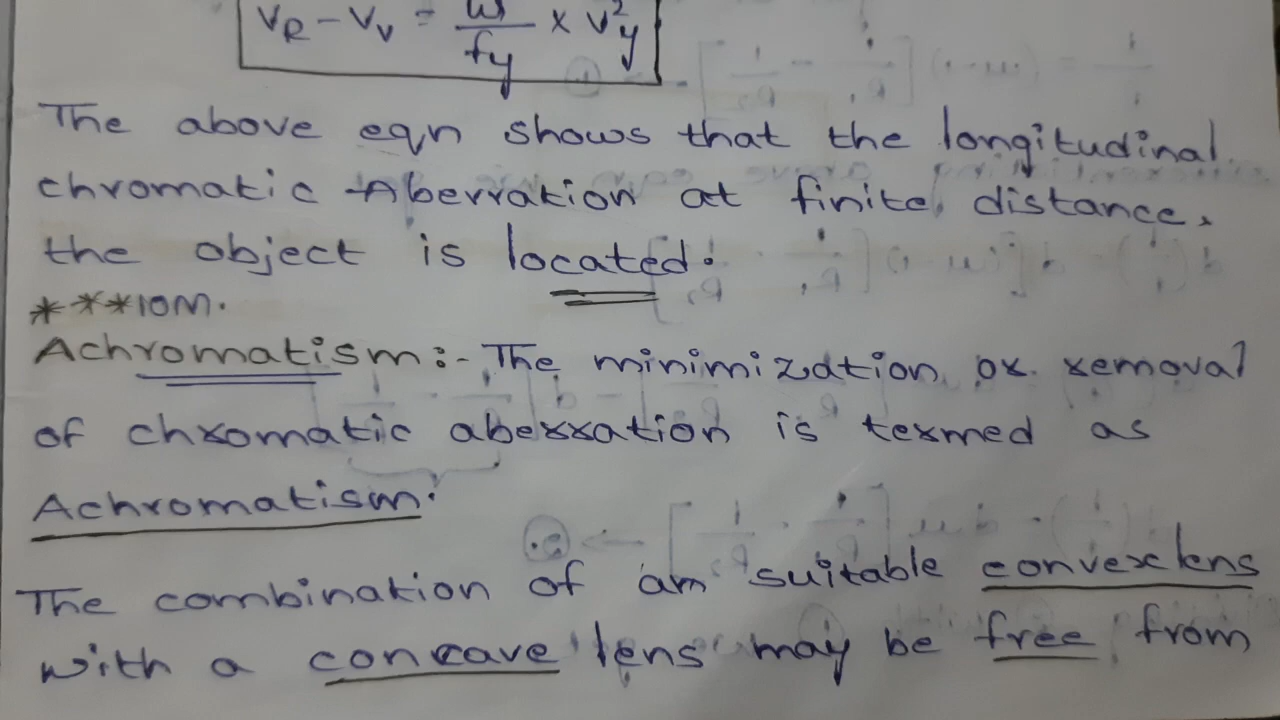 VR - Vv = ω/fy × V²y
The above eqn shows that the longitudinal
chromatic Aberration at finite distance,
the object is located.
***10M.
Achromatism:- The minimization or removal
of chromatic aberration is termed as
Achromatism.
The combination of am suitable convex lens
with a concave lens may be free from